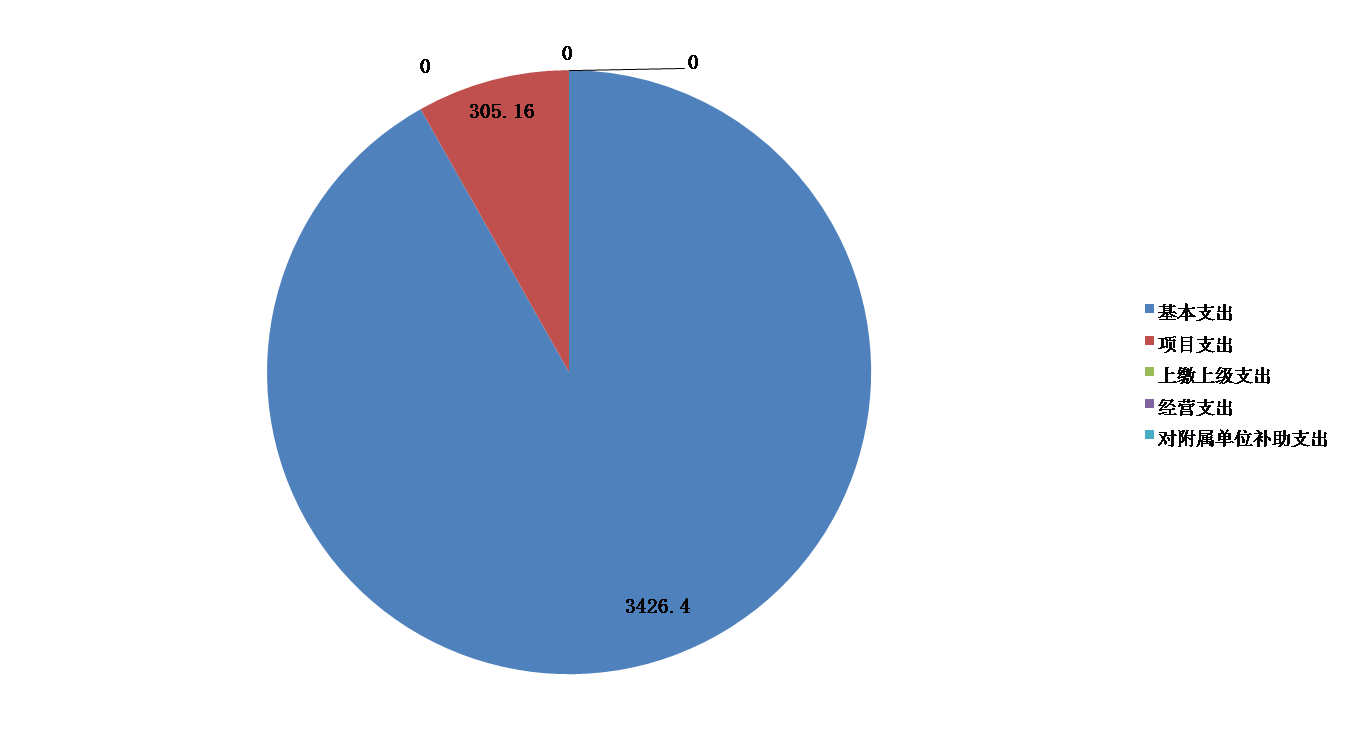 0
0
0
305.16
3426.4
基本支出
项目支出
上缴上级支出
经营支出
对附属单位补助支出